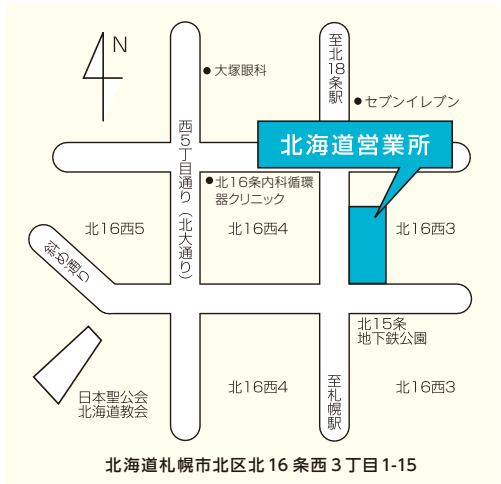 N
大塚眼科
至北18条駅
セブンイレブン
西5丁目通り（北大通り）
北海道営業所
北16条内科循環
器クリニック
北16西5
北16西4
北16西3
斜め通り
北15条
地下鉄公園
日本聖公会
北海道教会
北16西4
至札幌駅
北16西3
北海道札幌市北区北16条西3丁目1-15